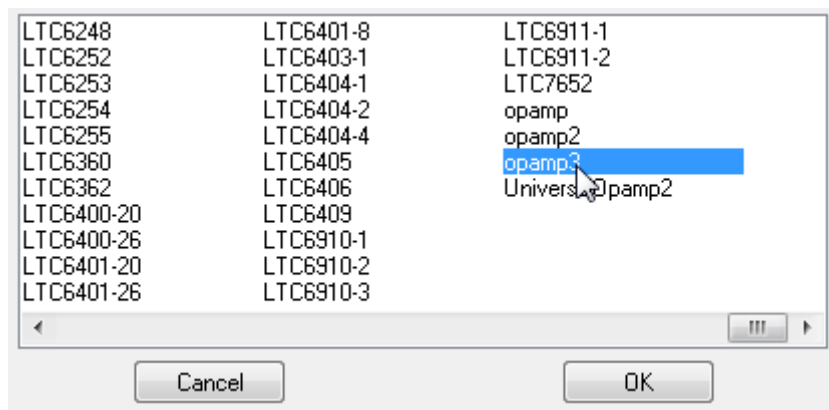 LTC6248
LTC6252
LTC6253
LTC6254
LTC6255
LTC6360
LTC6362
LTC6400-20
LTC6400-26
LTC6401-20
LTC6401-26
LTC6401-8
LTC6403-1
LTC6404-1
LTC6404-2
LTC6404-4
LTC6405
LTC6406
LTC6409
LTC6910-1
LTC6910-2
LTC6910-3
LTC6911-1
LTC6911-2
LTC7652
opamp
opamp2
opamp3
UniversalOpamp2
Cancel
OK